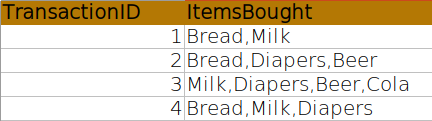 TransactionID ItemsBought
1 Bread,Milk
2 Bread,Diapers,Beer
3 Milk,Diapers,Beer,Cola
4 Bread,Milk,Diapers